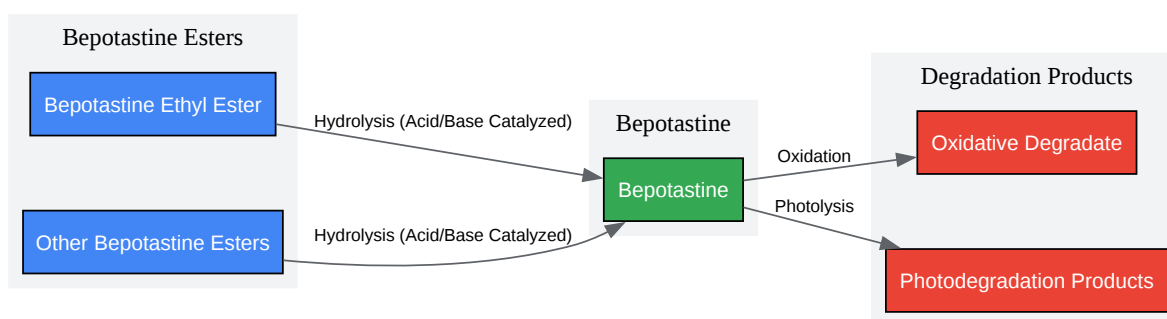 Bepotastine Esters
Bepotastine Ethyl Ester
Other Bepotastine Esters
Hydrolysis (Acid/Base Catalyzed)
Hydrolysis (Acid/Base Catalyzed)
Bepotastine
Bepotastine
Oxidation
Photolysis
Degradation Products
Oxidative Degradate
Photodegradation Products